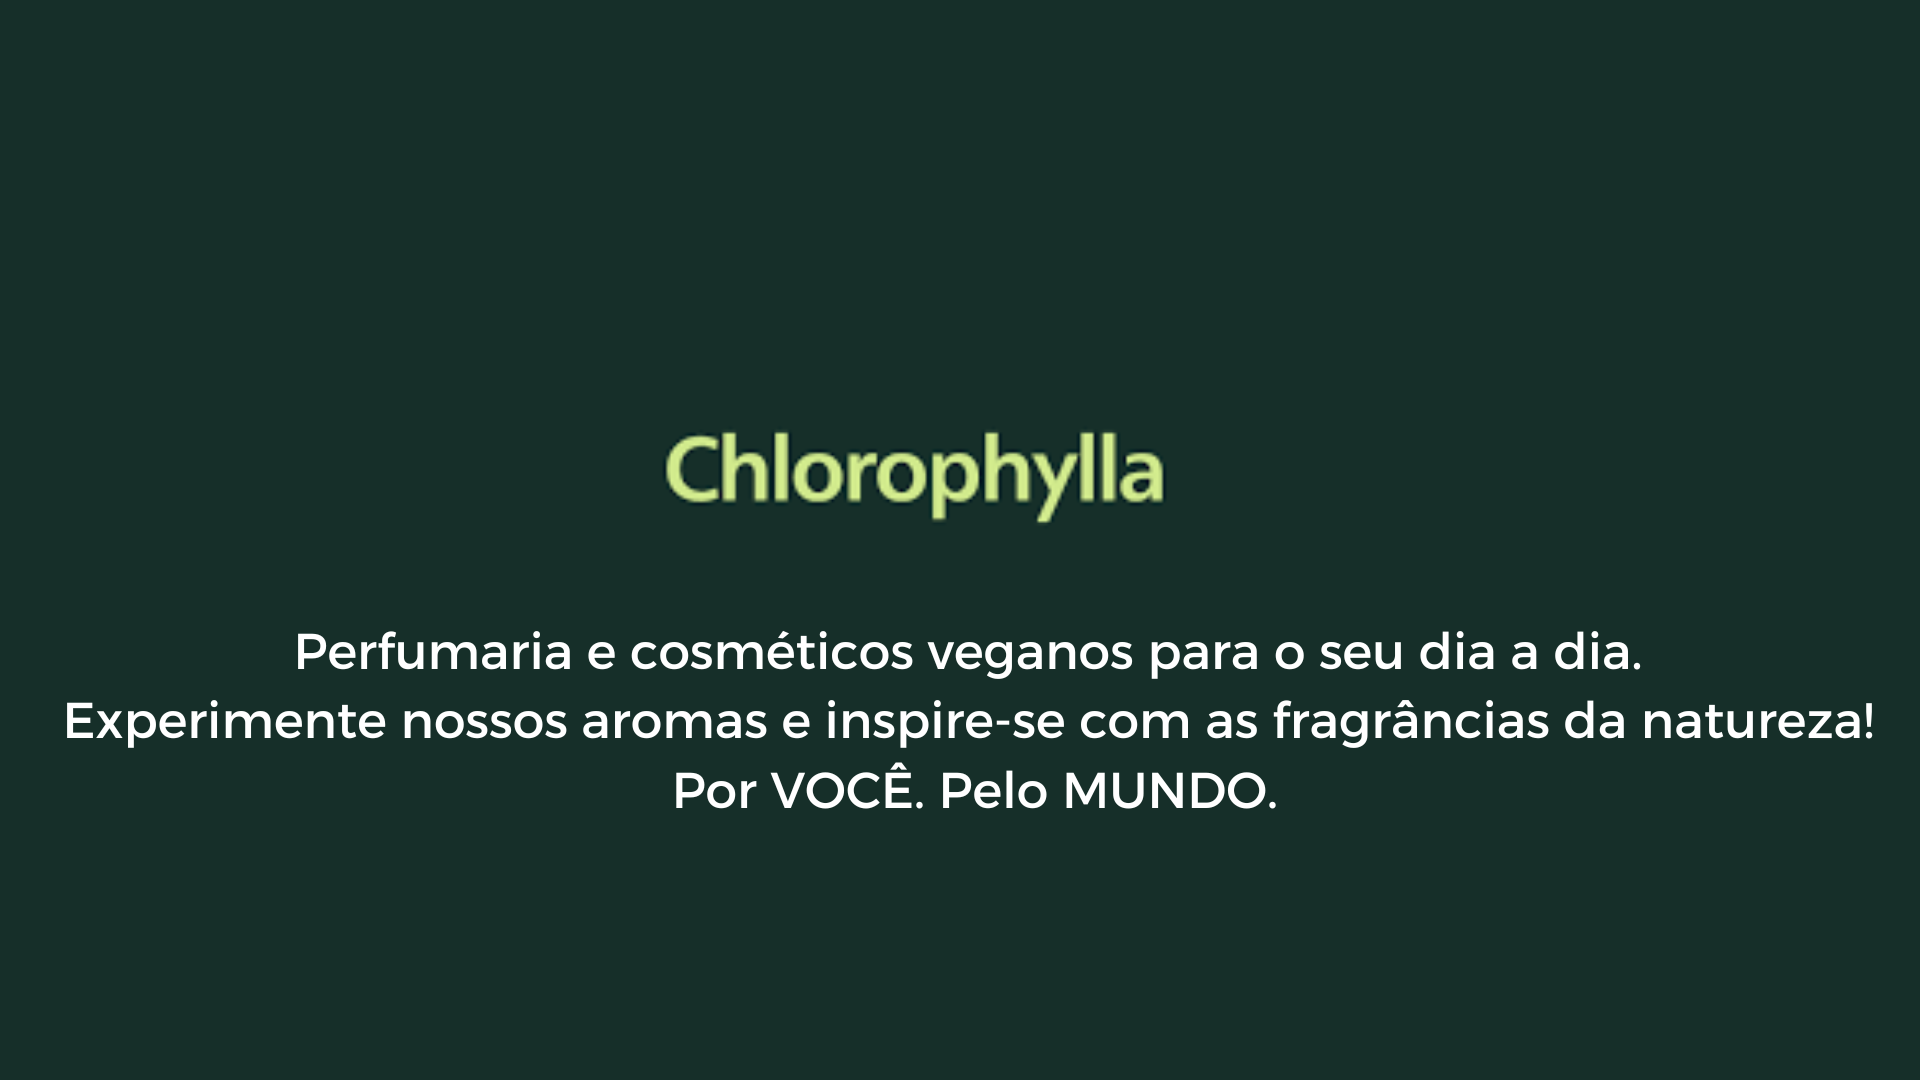 Chlorophylla
Perfumaria e cosméticos veganos para o seu dia a dia.
Experimente nossos aromas e inspire-se com as fragrâncias da natureza!
Por VOCÊ. Pelo MUNDO.